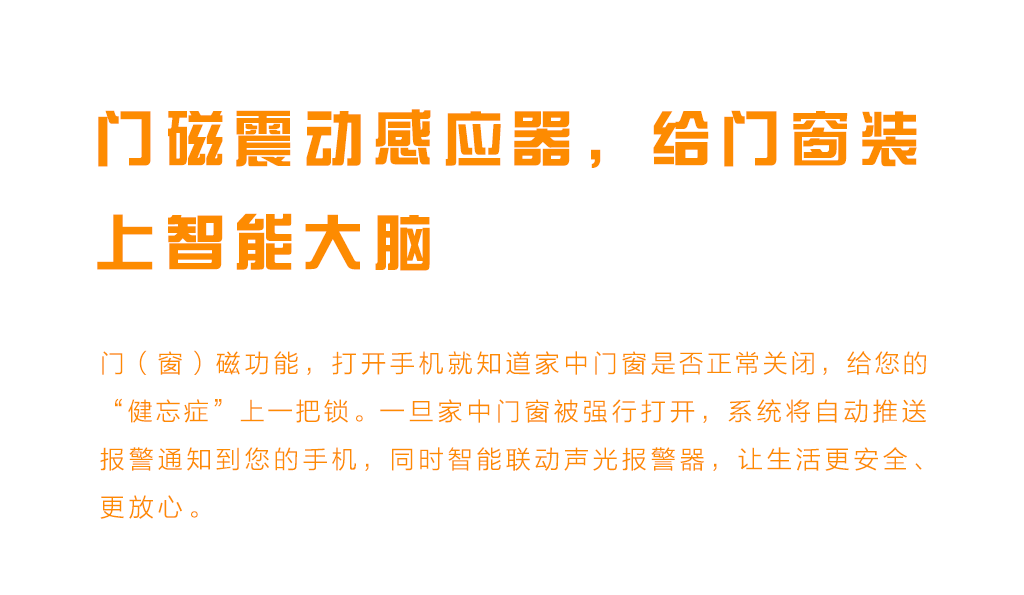 门磁震动感应器，给门窗装
上智能大脑
门（窗）磁功能，打开手机就知道家中门窗是否正常关闭，给您的
“健忘症”上一把锁。一旦家中门窗被强行打开，系统将自动推送
报警通知到您的手机，同时智能联动声光报警器，让生活更安全、
更放心。